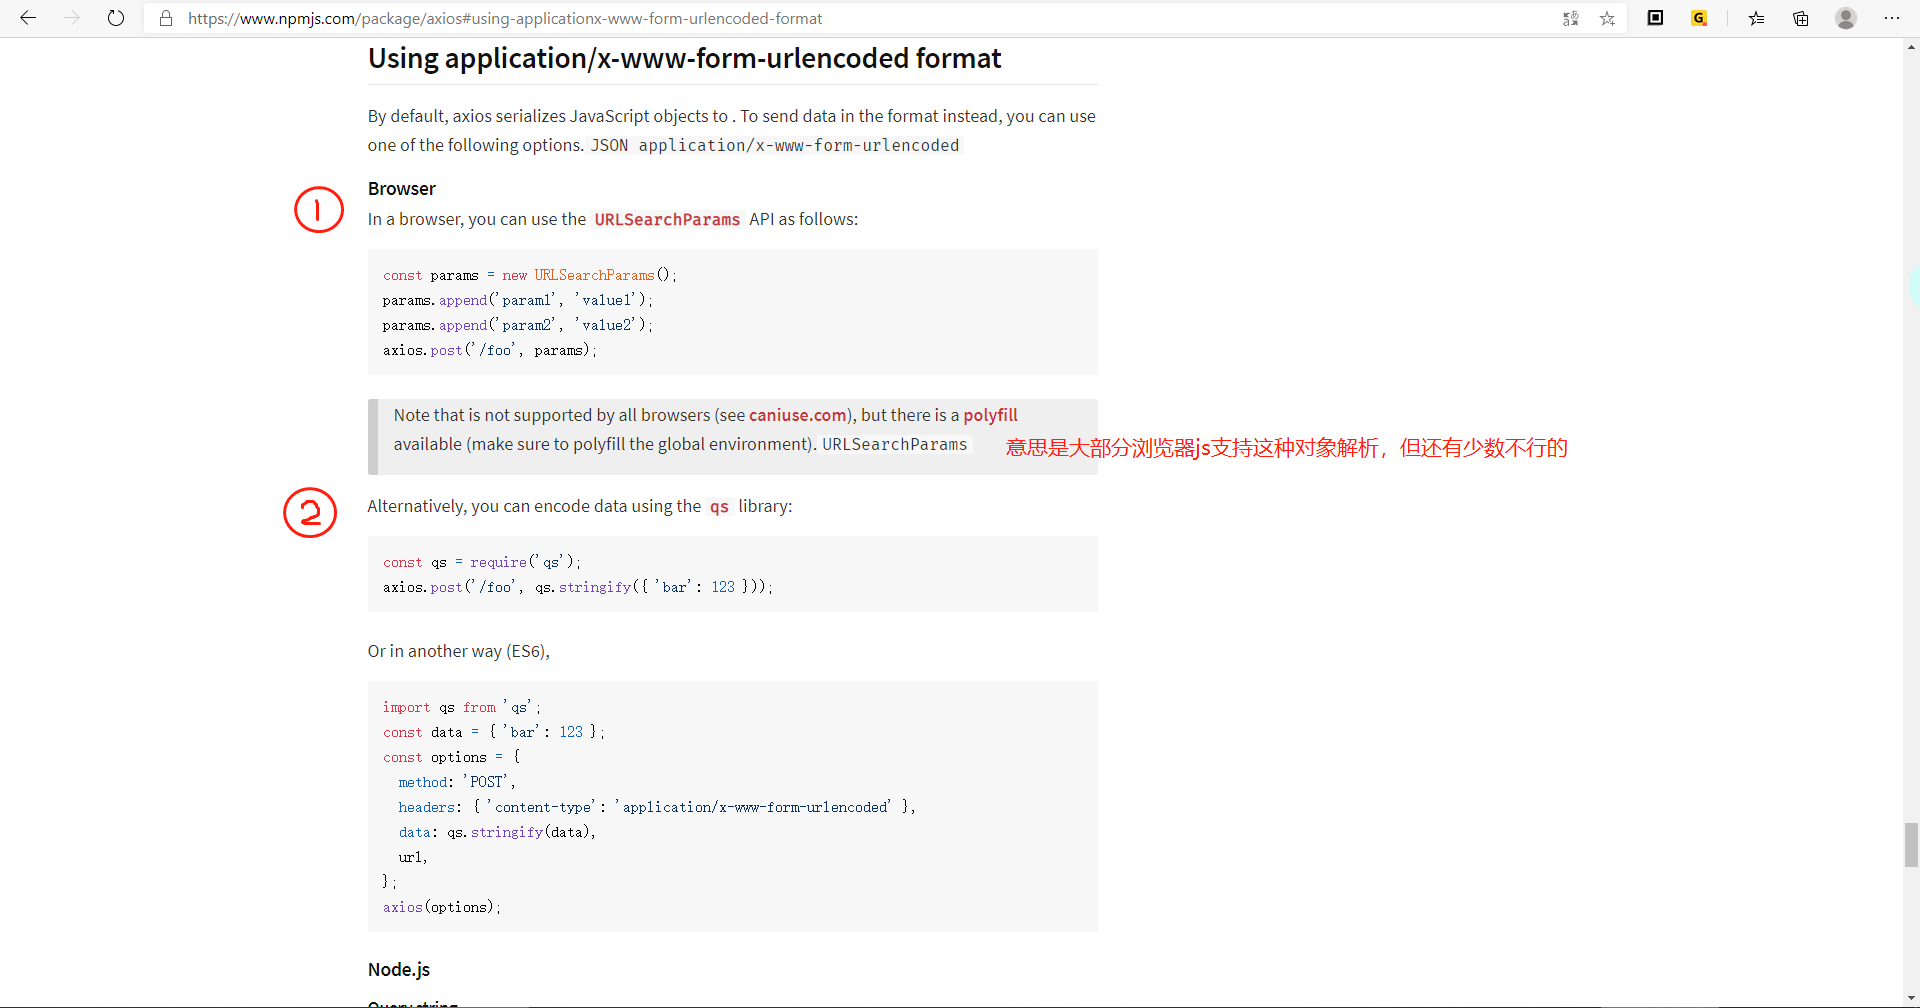 https://www.npmjs.com/package/axios#using-applicationx-www-form-urlencoded-format
Using application/x-www-form-urlencoded format
By default, axios serializes JavaScript objects to . To send data in the format instead, you can use
one of the following options. JSON application/x-www-form-urlencoded
Browser
1
In a browser, you can use the URLSearchParams API as follows:
const params = new URLSearchParams();
params.append('param1', 'value1');
params.append('param2', 'value2');
axios.post('/foo', params);
Note that is not supported by all browsers (see caniuse.com), but there is a polyfill
available (make sure to polyfill the global environment). URLSearchParams
意思是大部分浏览器js支持这种对象解析，但还有少数不行的
2
Alternatively, you can encode data using the qs library:
const qs = require('qs');
axios.post('/foo', qs.stringify({ 'bar': 123 }));
Or in another way (ES6),
import qs from 'qs';
const data = { 'bar': 123 };
const options = {
method: 'POST',
headers: { 'content-type': 'application/x-www-form-urlencoded' },
data: qs.stringify(data),
url,
};
axios(options);
Node.js
Query string